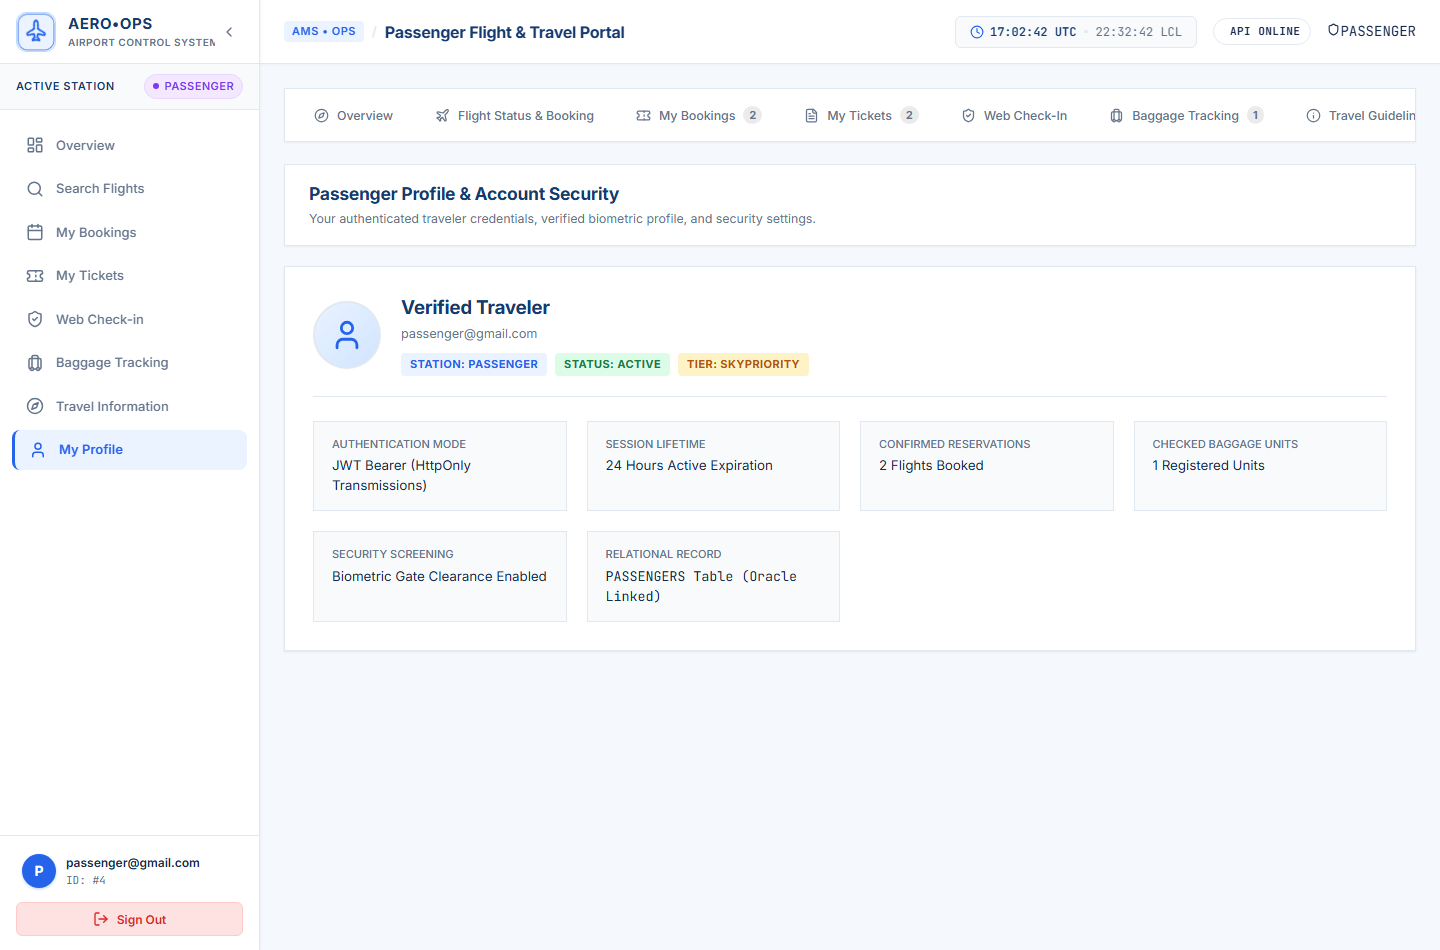 AERO•OPS
AIRPORT CONTROL SYSTEM
ACTIVE STATION
PASSENGER
Overview
Search Flights
My Bookings
My Tickets
Web Check-in
Baggage Tracking
Travel Information
My Profile
passenger@gmail.com
ID: #4
Sign Out
AMS • OPS / Passenger Flight & Travel Portal
17:02:42 UTC • 22:32:42 LCL
API ONLINE
PASSENGER
Overview
Flight Status & Booking
My Bookings 2
My Tickets 2
Web Check-In
Baggage Tracking 1
Travel Guidelin
Passenger Profile & Account Security
Your authenticated traveler credentials, verified biometric profile, and security settings.
Verified Traveler
passenger@gmail.com
STATION: PASSENGER
STATUS: ACTIVE
TIER: SKYPRIORITY
AUTHENTICATION MODE
JWT Bearer (HttpOnly
Transmissions)
SESSION LIFETIME
24 Hours Active Expiration
CONFIRMED RESERVATIONS
2 Flights Booked
CHECKED BAGGAGE UNITS
1 Registered Units
SECURITY SCREENING
Biometric Gate Clearance Enabled
RELATIONAL RECORD
PASSENGERS Table (Oracle
Linked)